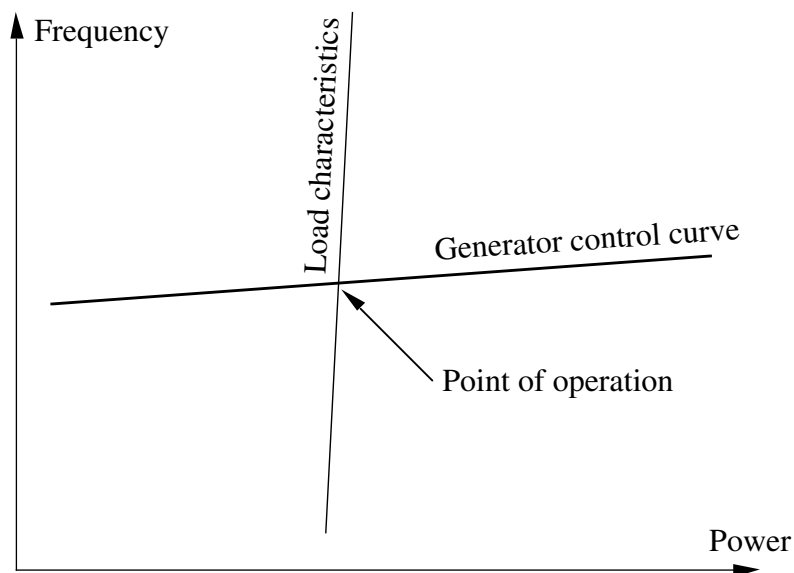 Frequency
Load characteristics
Generator control curve
Point of operation
Power